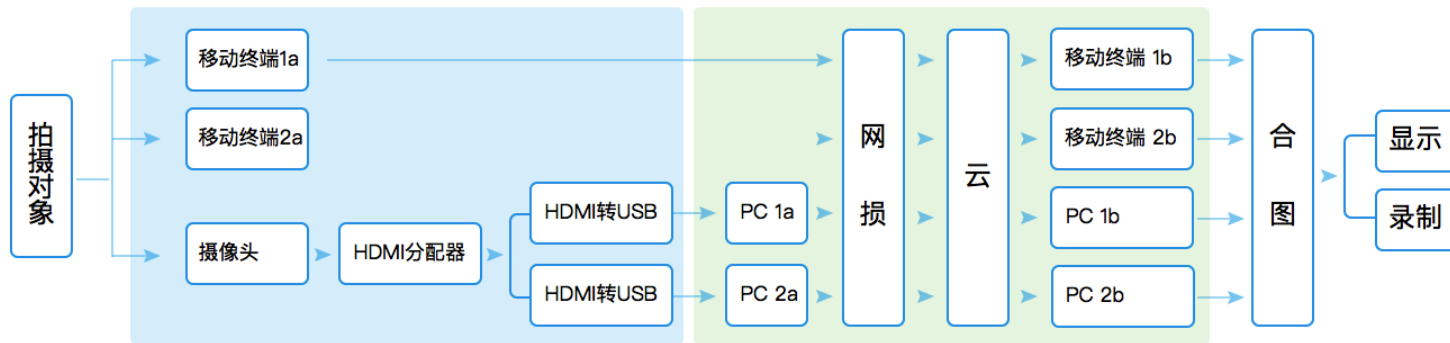 拍摄对象
移动终端1a
移动终端2a
摄像头
HDMI分配器
HDMI转USB
HDMI转USB
PC 1a
PC 2a
网损
云
移动终端 1b
移动终端 2b
PC 1b
PC 2b
合图
显示
录制